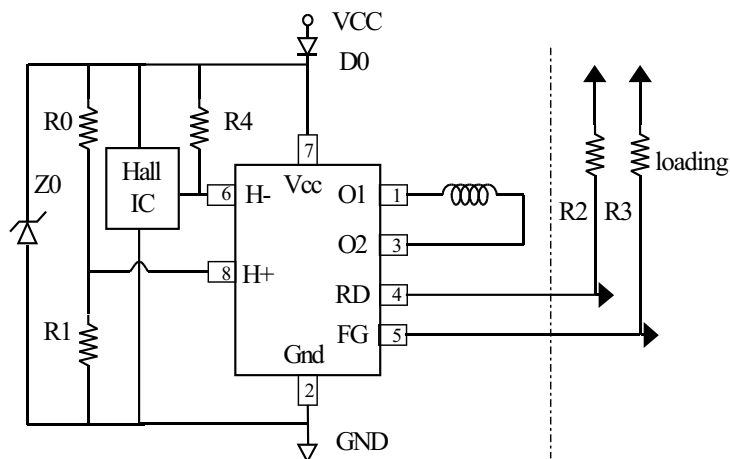 VCC
D0
R0
R4
7
Hall
IC
Vcc
loading
Z0
6
H-
O1
1
R2
R3
O2
3
8
H+
RD
4
R1
FG
5
Gnd
2
GND